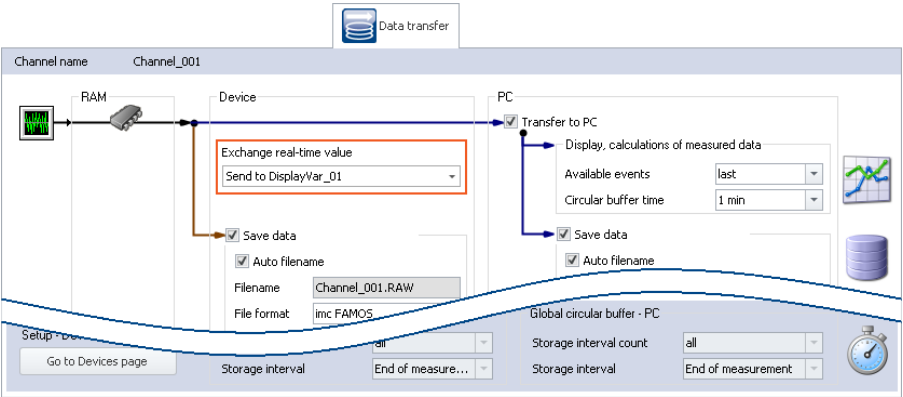 Data transfer
Channel name Channel_001
RAM
Device
PC
Transfer to PC
Exchange real-time value
Send to DisplayVar_01
Display, calculations of measured data
Available events last
Circular buffer time 1 min
Save data
Auto filename
Filename Channel_001.RAW
File format imc FAMOS
Save data
Auto filename
Setup - De
Go to Devices page
all
Storage interval End of measure...
Global circular buffer - PC
Storage interval count all
Storage interval End of measurement